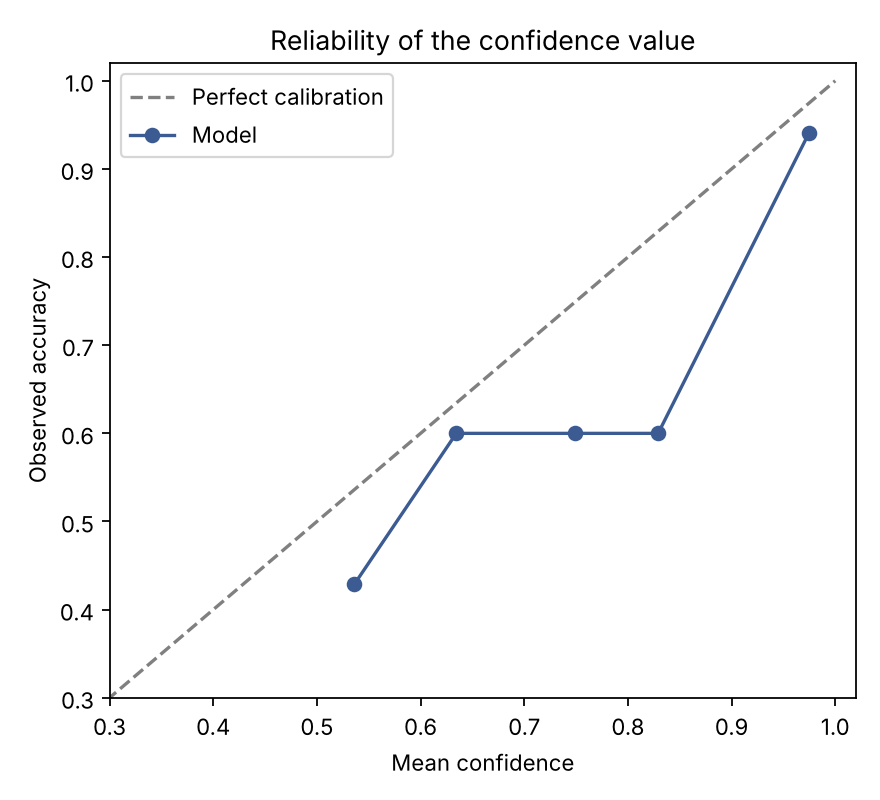 Reliability of the confidence value
Perfect calibration
Model
Observed accuracy
1.0
0.9
0.8
0.7
0.6
0.5
0.4
0.3
0.3 0.4 0.5 0.6 0.7 0.8 0.9 1.0
Mean confidence